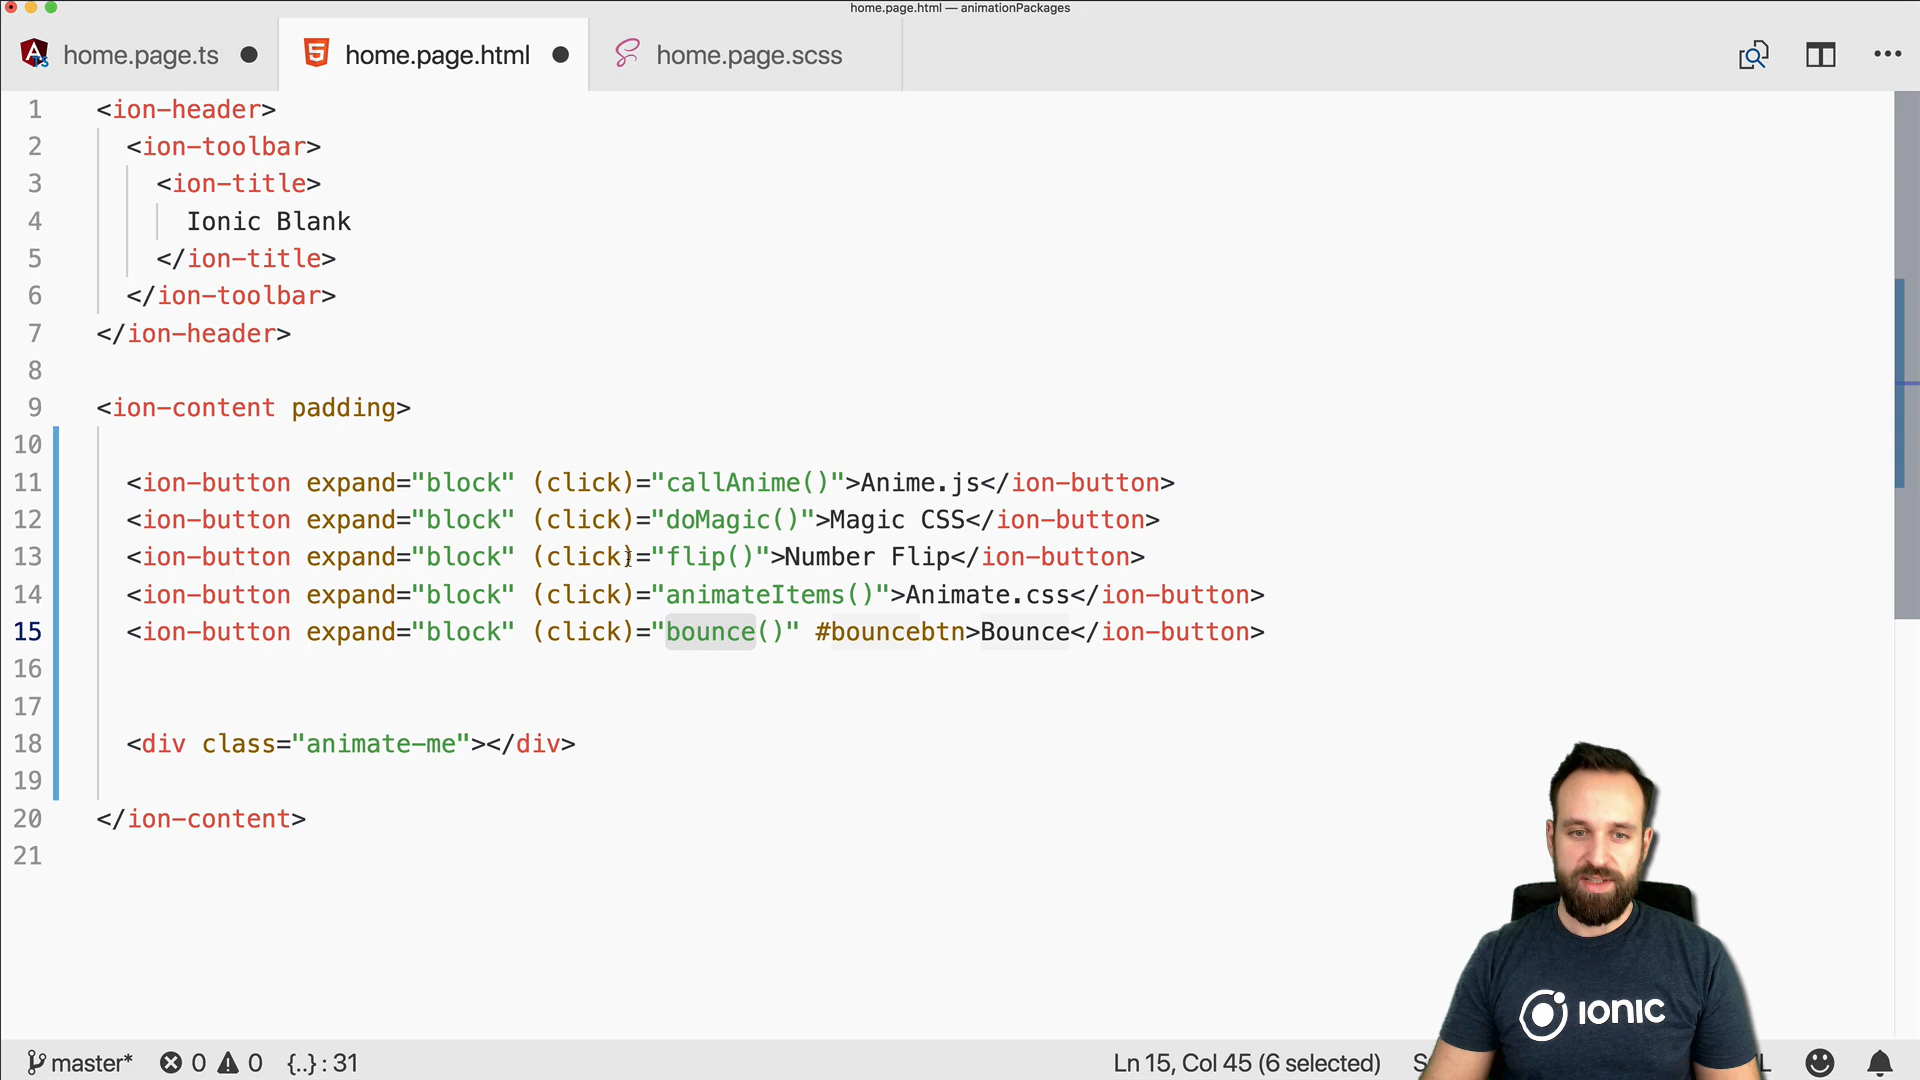 home.page.html — animationPackages
home.page.ts
home.page.html
home.page.scss
1 <ion-header>
2 <ion-toolbar>
3 <ion-title>
4 Ionic Blank
5 </ion-title>
6 </ion-toolbar>
7 </ion-header>
8
9 <ion-content padding>
10
11 <ion-button expand="block" (click)="callAnime()">Anime.js</ion-button>
12 <ion-button expand="block" (click)="doMagic()">Magic CSS</ion-button>
13 <ion-button expand="block" (click)="flip()">Number Flip</ion-button>
14 <ion-button expand="block" (click)="animateItems()">Animate.css</ion-button>
15 <ion-button expand="block" (click)="bounce()" #bouncebtn>Bounce</ion-button>
16
17
18 <div class="animate-me"></div>
19
20 </ion-content>
21
IONIC
master* 0 0 {..} : 31 Ln 15, Col 45 (6 selected)